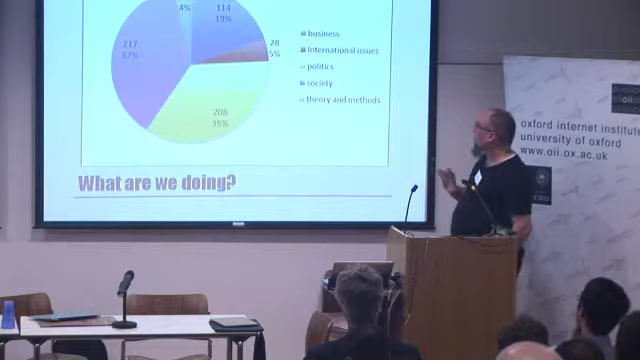 4%
114
19%
28
5%
217
37%
208
35%
business
International issues
politics
society
theory and methods
What are we doing?
oxford internet institute
university of oxford
www.oii.ox.ac.uk
oii